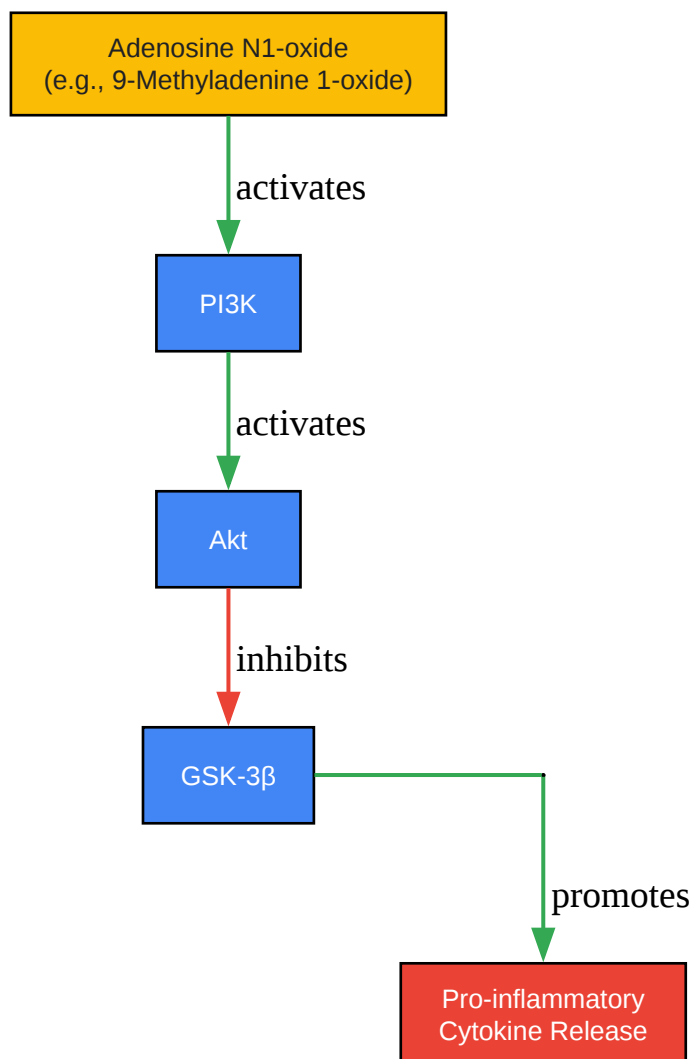 Adenosine N1-oxide
(e.g., 9-Methyladenine 1-oxide)
activates
PI3K
activates
Akt
inhibits
GSK-3β
promotes
Pro-inflammatory
Cytokine Release